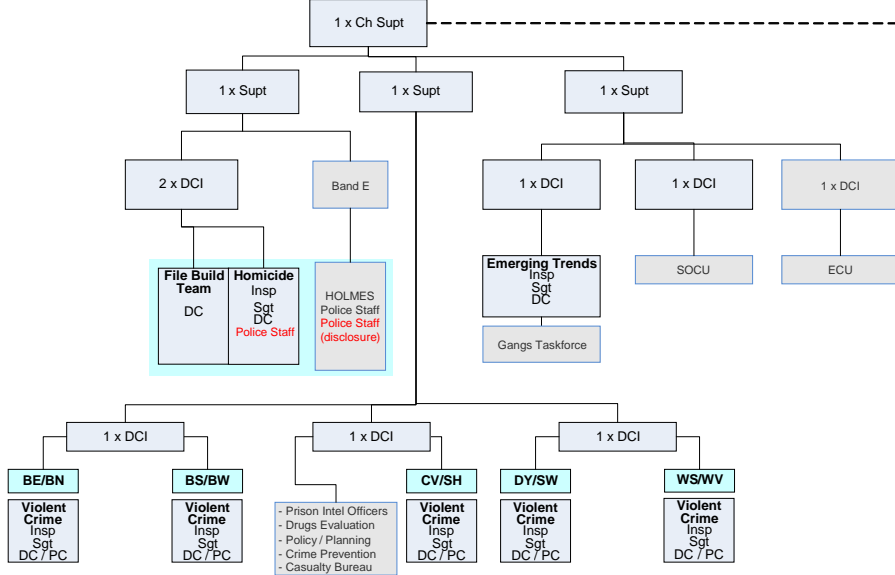 1 x Ch Supt
1 x Supt
1 x Supt
1 x Supt
2 x DCI
Band E
1 x DCI
1 x DCI
1 x DCI
File Build
Team
DC
Homicide
Insp
Sgt
DC
Police Staff
HOLMES
Police Staff
Police Staff
(disclosure)
Emerging Trends
Insp
Sgt
DC
Gangs Taskforce
SOCU
ECU
1 x DCI
1 x DCI
1 x DCI
BE/BN
Violent
Crime
Insp
Sgt
DC / PC
BS/BW
Violent
Crime
Insp
Sgt
DC / PC
- Prison Intel Officers
- Drugs Evaluation
- Policy / Planning
- Crime Prevention
- Casualty Bureau
CV/SH
Violent
Crime
Insp
Sgt
DC / PC
DY/SW
Violent
Crime
Insp
Sgt
DC / PC
WS/WV
Violent
Crime
Insp
Sgt
DC / PC